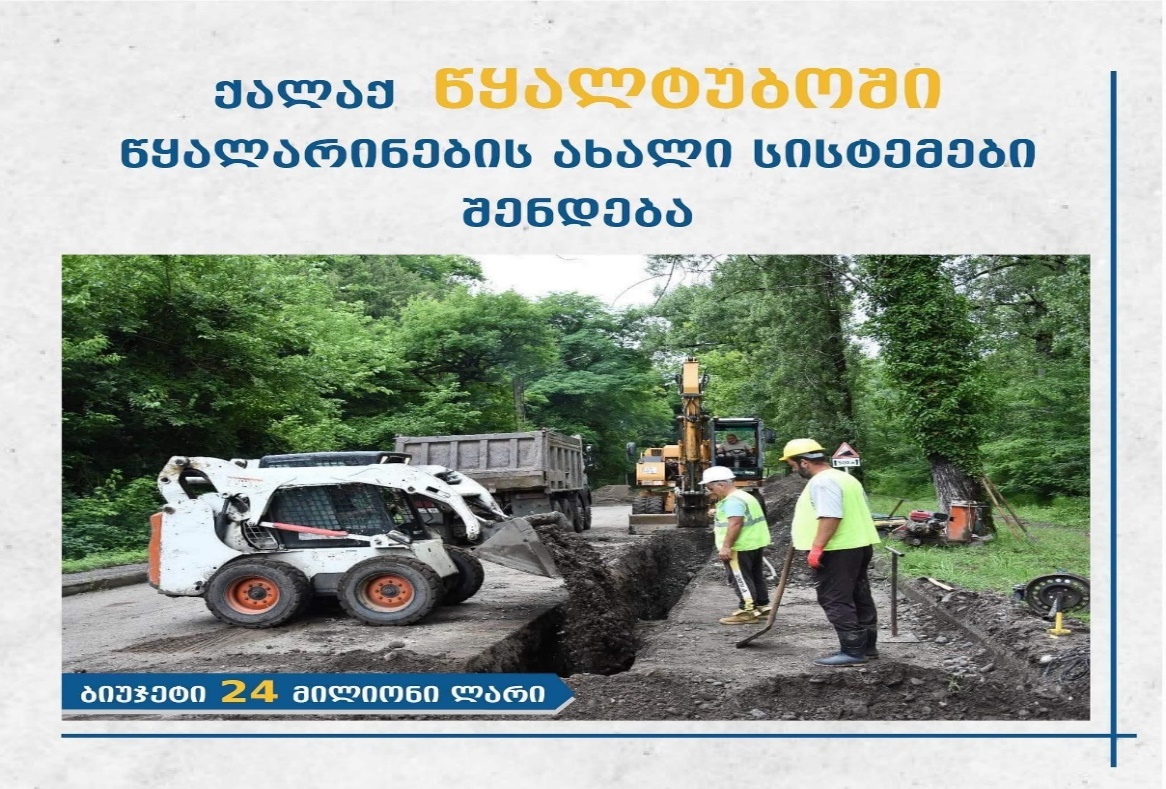 ქალაქ წყალტუბოში
წყალარინების ახალი სისტემები
შენდება
ბიუჯეტი 24 მილიონი ლარი